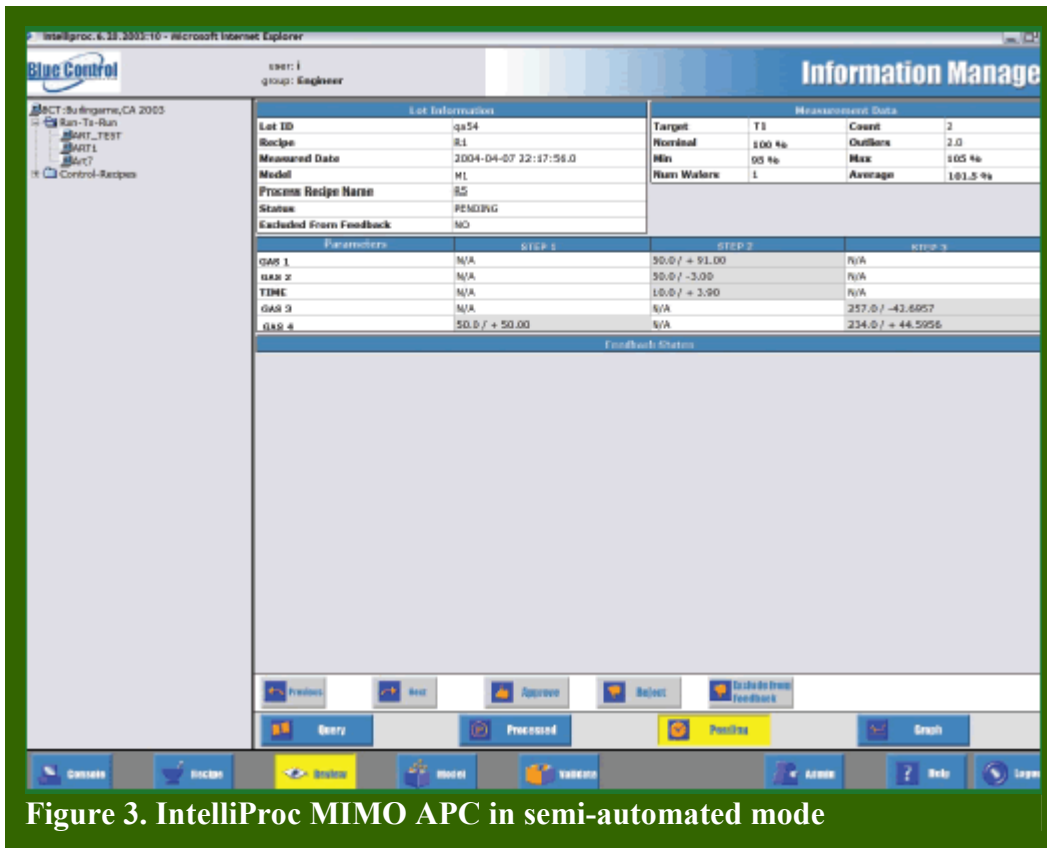 Intelliproc.6.28.2003:10 - Microsoft Internet Explorer
Blue Control
user: i
group: Engineer
Information Manage
BCT:Burlingame,CA 2003
Run-To-Run
ART_TEST
ART1
Art7
Control-Recipes
Lot Information
Lot ID qa54
Recipe R1
Measured Date 2004-04-07 22:17:56.0
Model M1
Process Recipe Name R5
Status PENDING
Excluded From Feedback NO
Measurement Data
Target T1 Count 2
Nominal 100 % Outliers 2.0
Min 95 % Max 105 %
Num Wafers 1 Average 101.5 %
Parameters STEP 1 STEP 2 STEP 3
GAS 1 N/A 50.0 / + 91.00 N/A
GAS 2 N/A 50.0 / -3.00 N/A
TIME N/A 10.0 / + 3.90 N/A
GAS 3 N/A N/A 257.0 / -43.6957
GAS 4 50.0 / + 50.00 N/A 234.0 / + 44.5956
Feedback Status
Previous Next Approve Reject Exclude from Feedback
Query Processed Pending Graph
Console Recipe Review Model Validate Admin Help Logou
Figure 3. IntelliProc MIMO APC in semi-automated mode